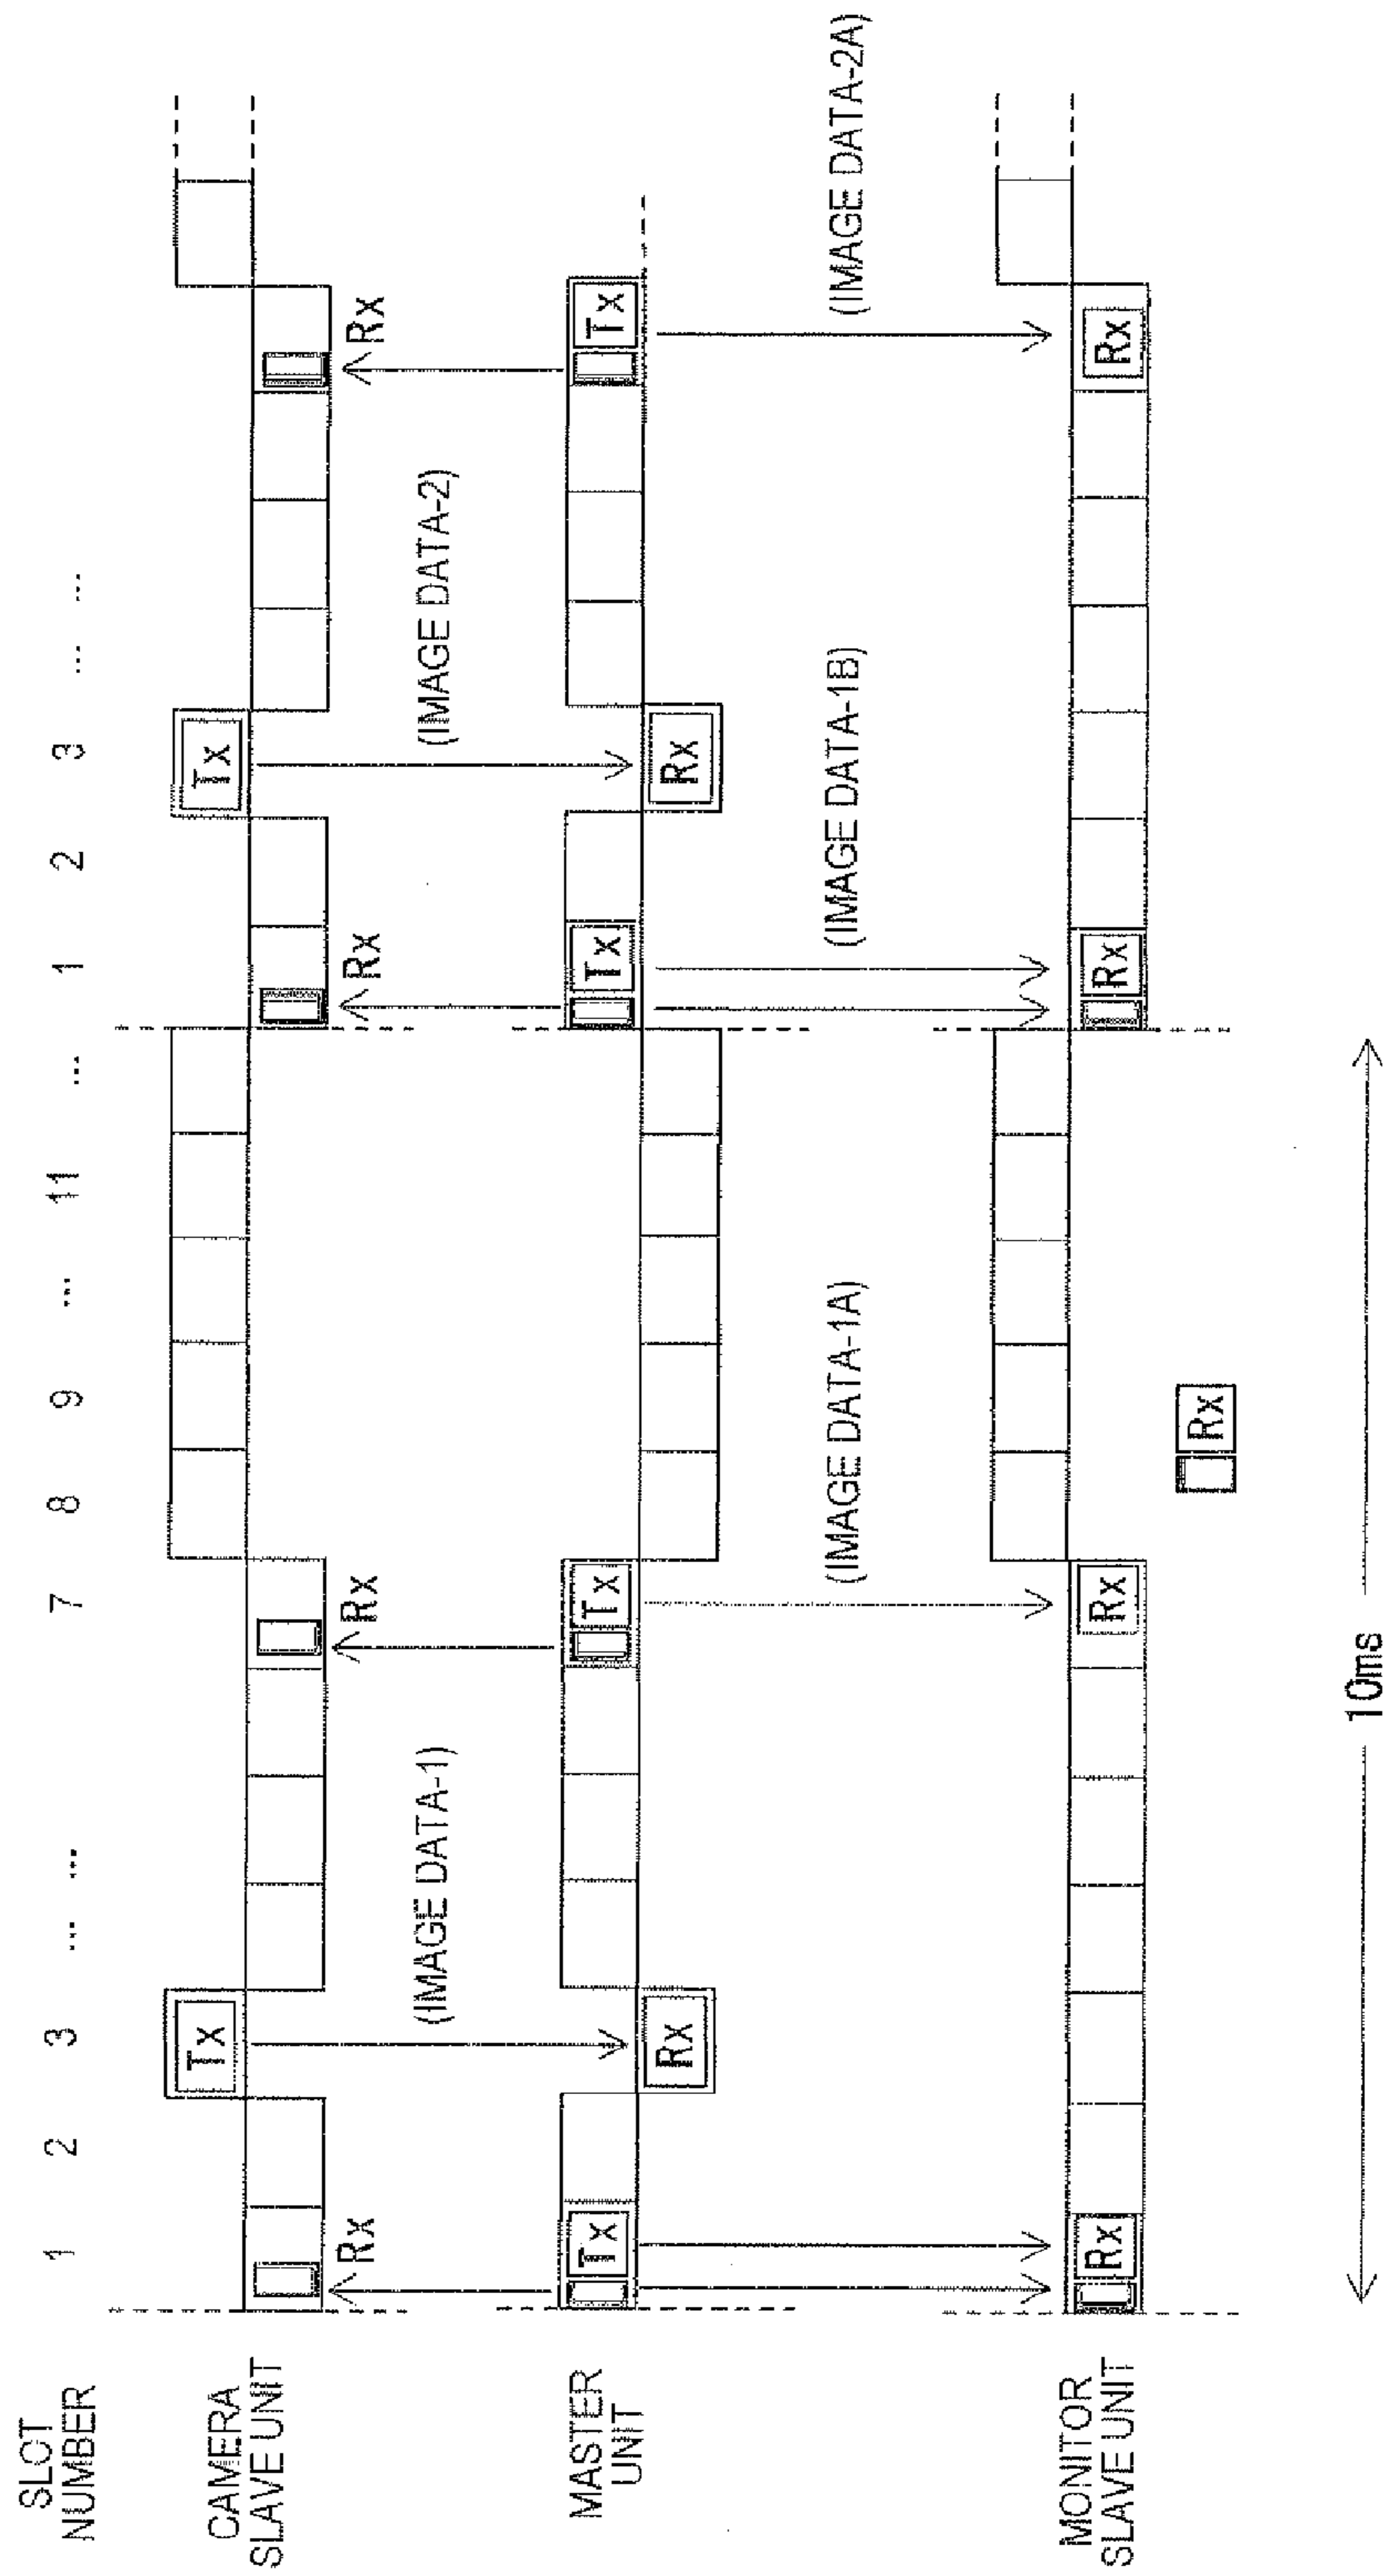 SLOT
NUMBER
1 2 3 ... ... 7 8 9 ... 11 ... 1 2 3 ... ...
CAMERA
SLAVE UNIT
Tx Tx
Rx Rx Rx Rx
(IMAGE DATA-1) (IMAGE DATA-2)
MASTER
UNIT
Tx Tx Tx Tx
Rx Rx
(IMAGE DATA-1A) (IMAGE DATA-1B) (IMAGE DATA-2A)
MONITOR
SLAVE UNIT
Rx Rx Rx Rx
Rx
10ms